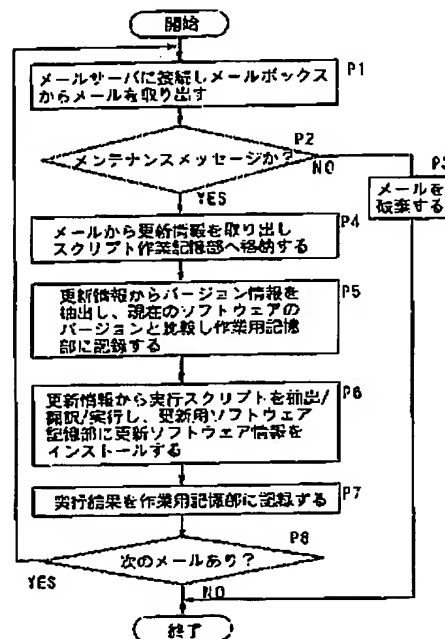 開始
メールサーバに接続しメールボックス
からメールを取り出す
P1
P2
メンテナンスメッセージか?
NO
YES
P3
メールを
破棄する
P4
メールから更新情報を取り出し
スクリプト作業記憶部へ格納する
P5
更新情報からバージョン情報を
抽出し、現在のソフトウェアの
バージョンと比較し作業用記憶
部に記録する
P6
更新情報から実行スクリプトを抽出/
翻訳/実行し、更新用ソフトウェア
記憶部に更新ソフトウェア情報を
インストールする
P7
実行結果を作業用記憶部に記録する
P8
次のメールあり?
YES
NO
終了